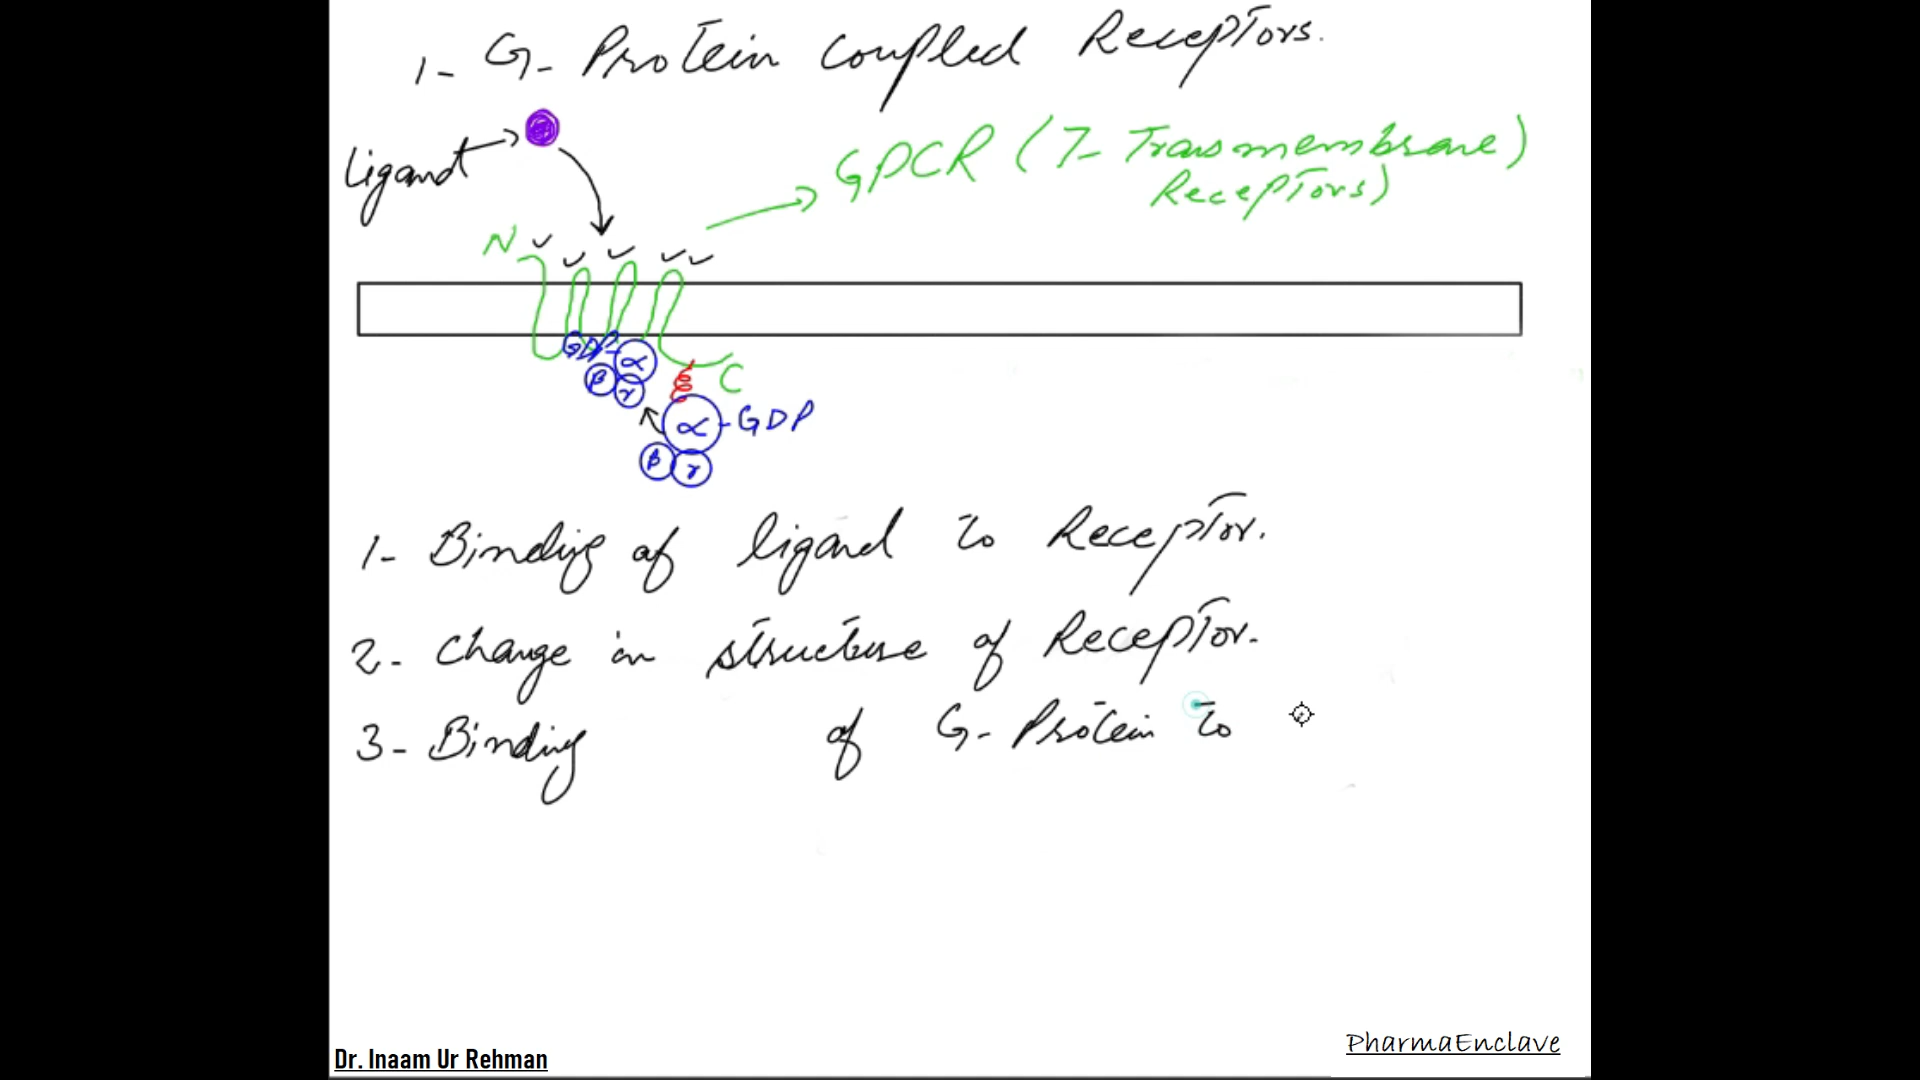 1- G- Protein Coupled Receptors.
Ligand
GPCR (7- Transmembrane)
Receptors)
N
GDP- α
β γ
C
α - GDP
β γ
1- Binding of ligand to Receptor.
2- Change in structure of Receptor.
3- Binding of G- Protein to
PharmaEnclave
Dr. Inaam Ur Rehman